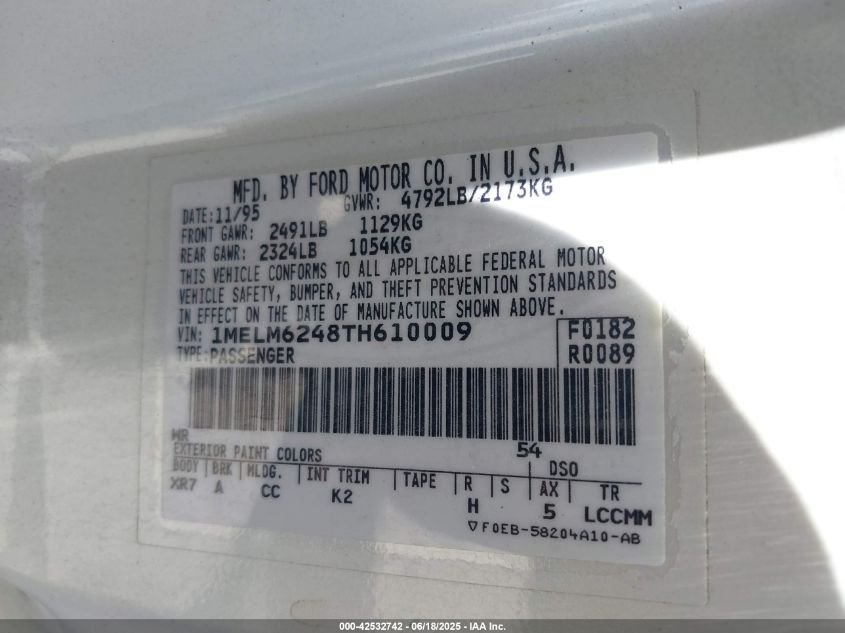 MFD. BY FORD MOTOR CO. IN U.S.A.
DATE: 11/95 GVWR: 4792LB/2173KG
FRONT GAWR: 2491LB 1129KG
REAR GAWR: 2324LB 1054KG
THIS VEHICLE CONFORMS TO ALL APPLICABLE FEDERAL MOTOR
VEHICLE SAFETY, BUMPER, AND THEFT PREVENTION STANDARDS
IN EFFECT ON THE DATE OF MANUFACTURE SHOWN ABOVE.
VIN: 1MELM6248TH610009 F0182
TYPE: PASSENGER R0089
WR 54
EXTERIOR PAINT COLORS DSO
BODY BRK MLDG. INT TRIM TAPE R S AX TR
XR7 A CC K2 H 5 LCCMM
▽ F0EB-58204A10-AB
000-42532742 - 06/18/2025 - IAA Inc.